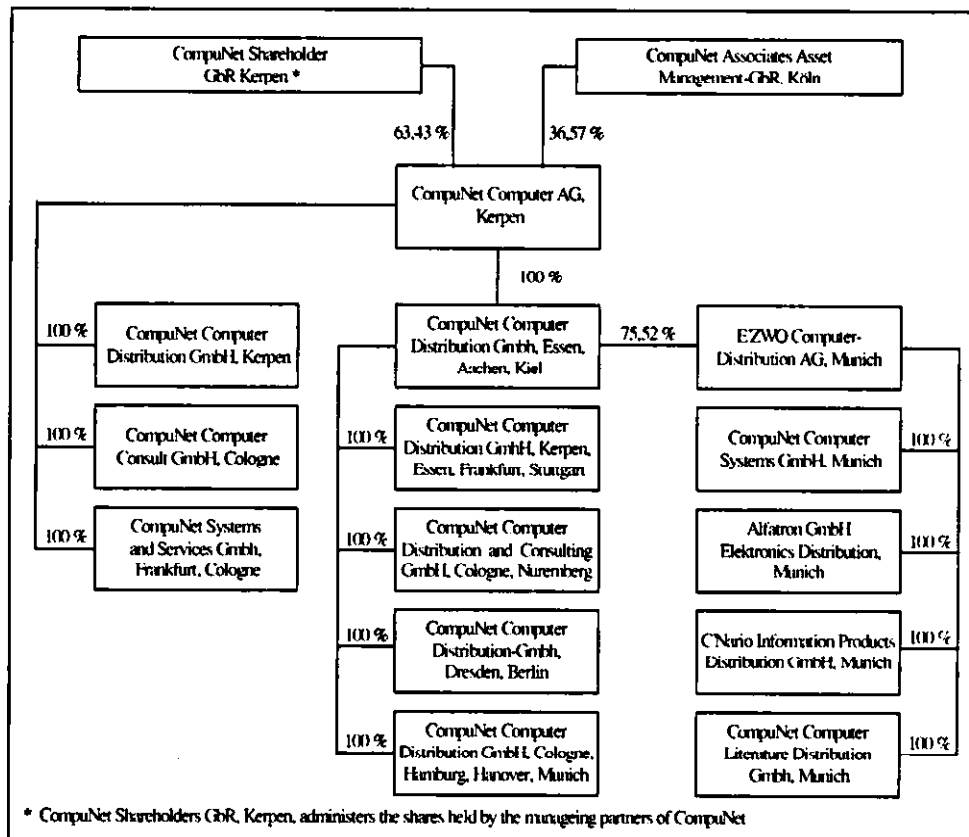 CompuNet Shareholder
GbR Kerpen *
CompuNet Associates Asset
Management-GbR, Köln
63,43 %
36,57 %
CompuNet Computer AG,
Kerpen
100 %
100 %
CompuNet Computer
Distribution GmbH, Kerpen
CompuNet Computer
Distribution Gmbh, Essen,
Aachen, Kiel
75,52 %
E'ZWO Computer-
Distribution AG, Munich
100 %
CompuNet Computer
Consult GmbH, Cologne
100 %
CompuNet Computer
Distribution GmbH, Kerpen,
Essen, Frankfurt, Stuttgart
CompuNet Computer
Systems GmbH, Munich
100 %
100 %
CompuNet Systems
and Services Gmbh,
Frankfurt, Cologne
100 %
CompuNet Computer
Distribution and Consulting
GmbH, Cologne, Nuremberg
Alfatron GmbH
Elektronics Distribution,
Munich
100 %
100 %
CompuNet Computer
Distribution-Gmbh,
Dresden, Berlin
C'Nario Information Products
Distribution GmbH, Munich
100 %
100 %
CompuNet Computer
Distribution GmbH, Cologne,
Hamburg, Hanover, Munich
CompuNet Computer
Literature Distribution
Gmbh, Munich
100 %
* CompuNet Shareholders GbR, Kerpen, administers the shares held by the manageing partners of CompuNet